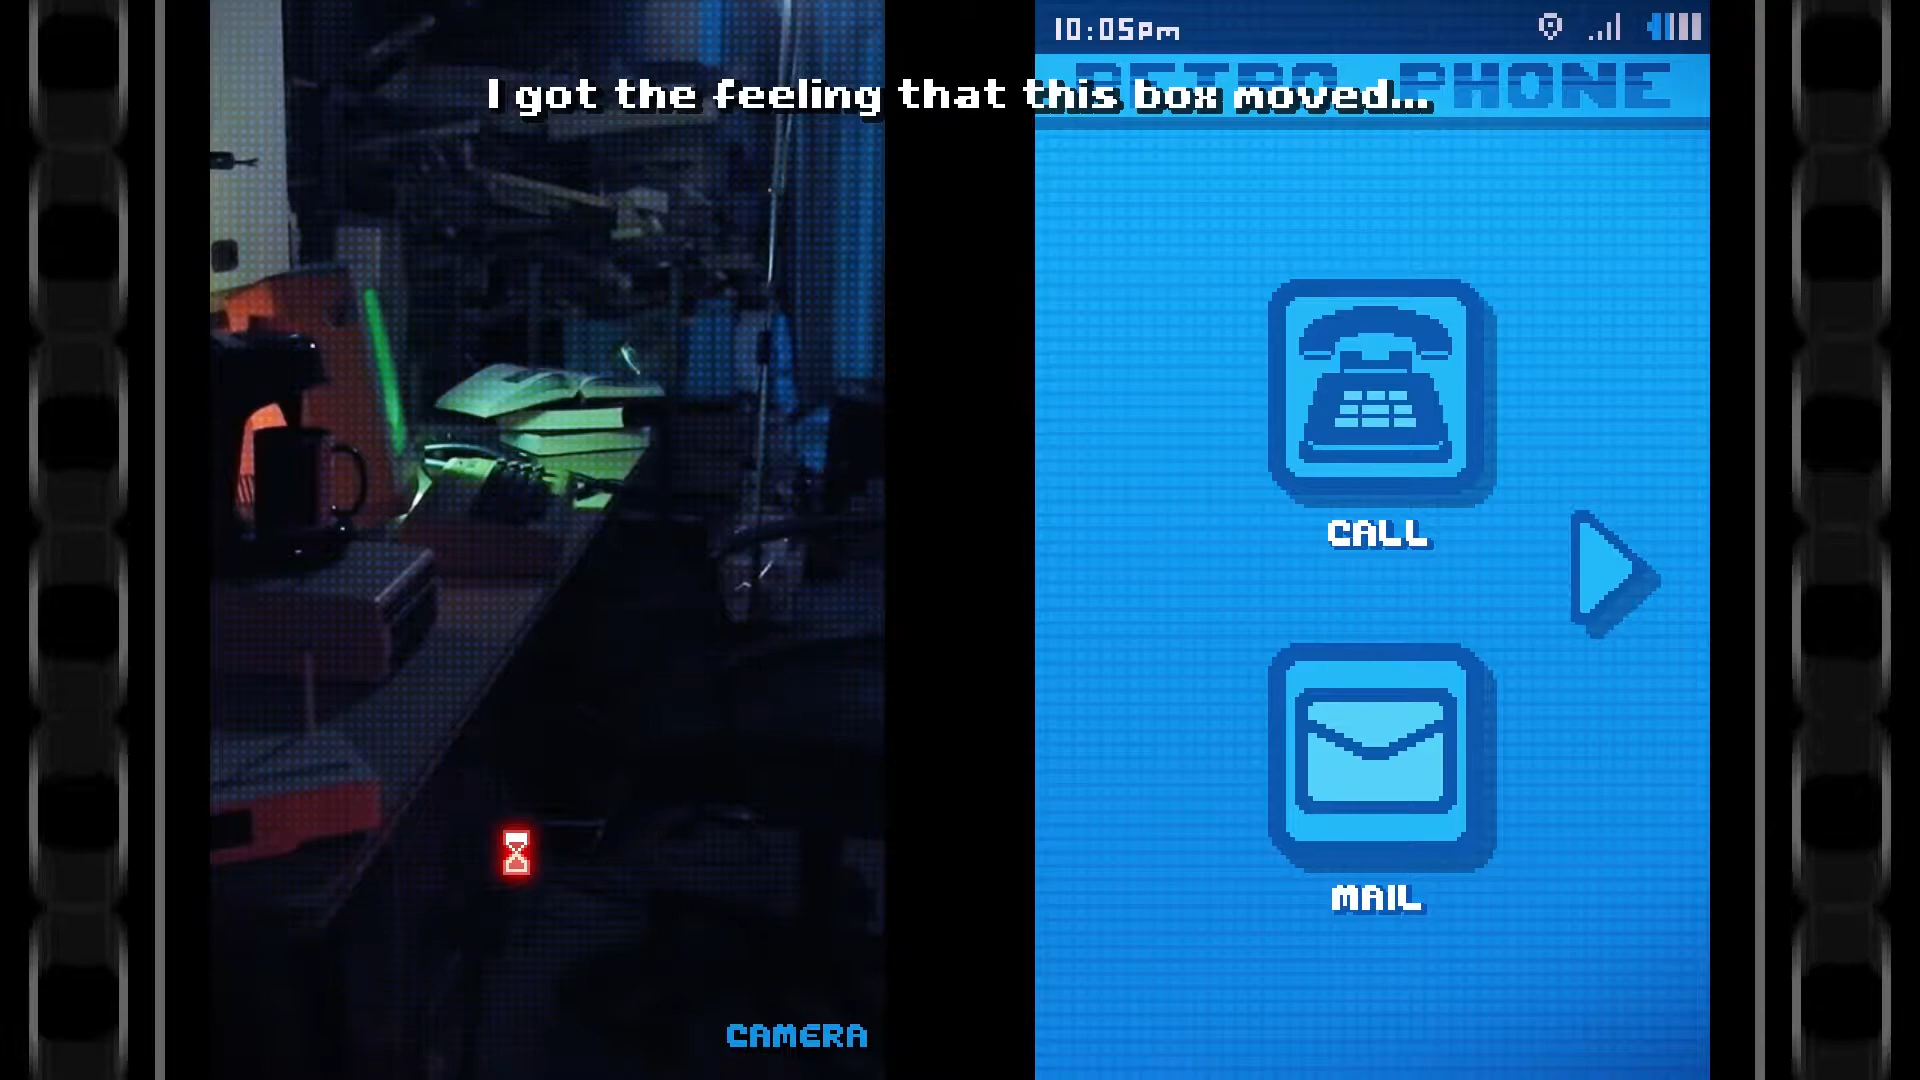 10:05pm
RETRO PHONE
I got the feeling that this box moved...
CALL
MAIL
CAMERA